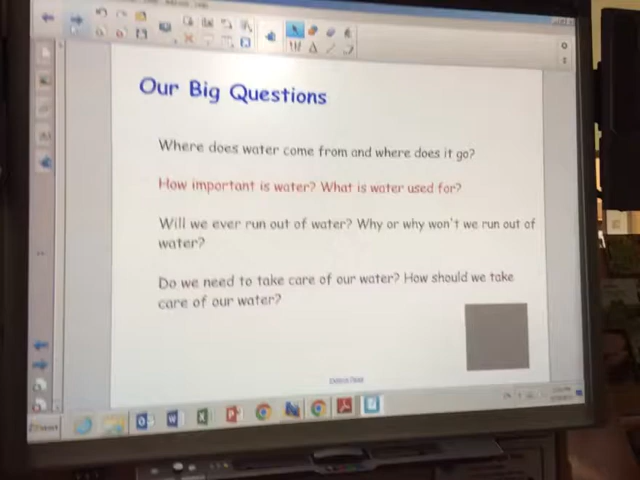 Our Big Questions
Where does water come from and where does it go?
How important is water? What is water used for?
Will we ever run out of water? Why or why won't we run out of
water?
Do we need to take care of our water? How should we take
care of our water?